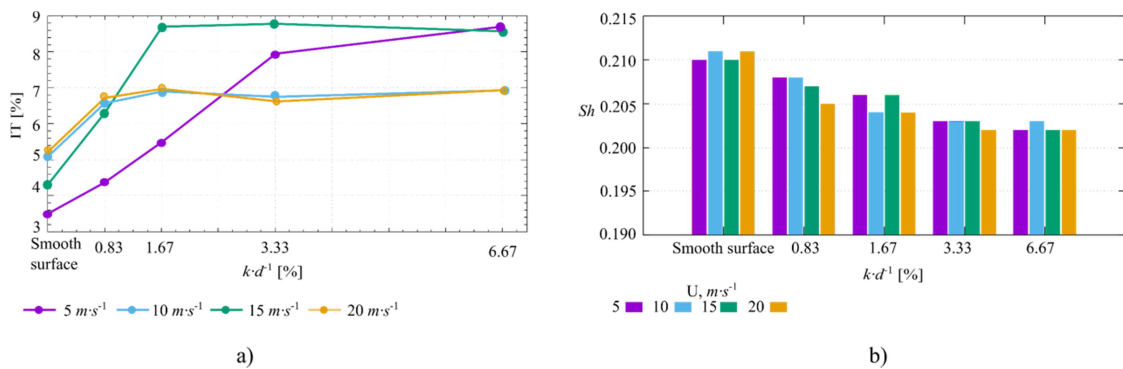 a)
9
8
7
6
5
4
3
IT [%]
Smooth surface
0.83
1.67
3.33
6.67
k·d⁻¹ [%]
5 m·s⁻¹
10 m·s⁻¹
15 m·s⁻¹
20 m·s⁻¹
a)
b)
0.215
0.210
0.205
0.200
0.195
0.190
Sh
Smooth surface
0.83
1.67
3.33
6.67
k·d⁻¹ [%]
U, m·s⁻¹
5
10
15
20
b)